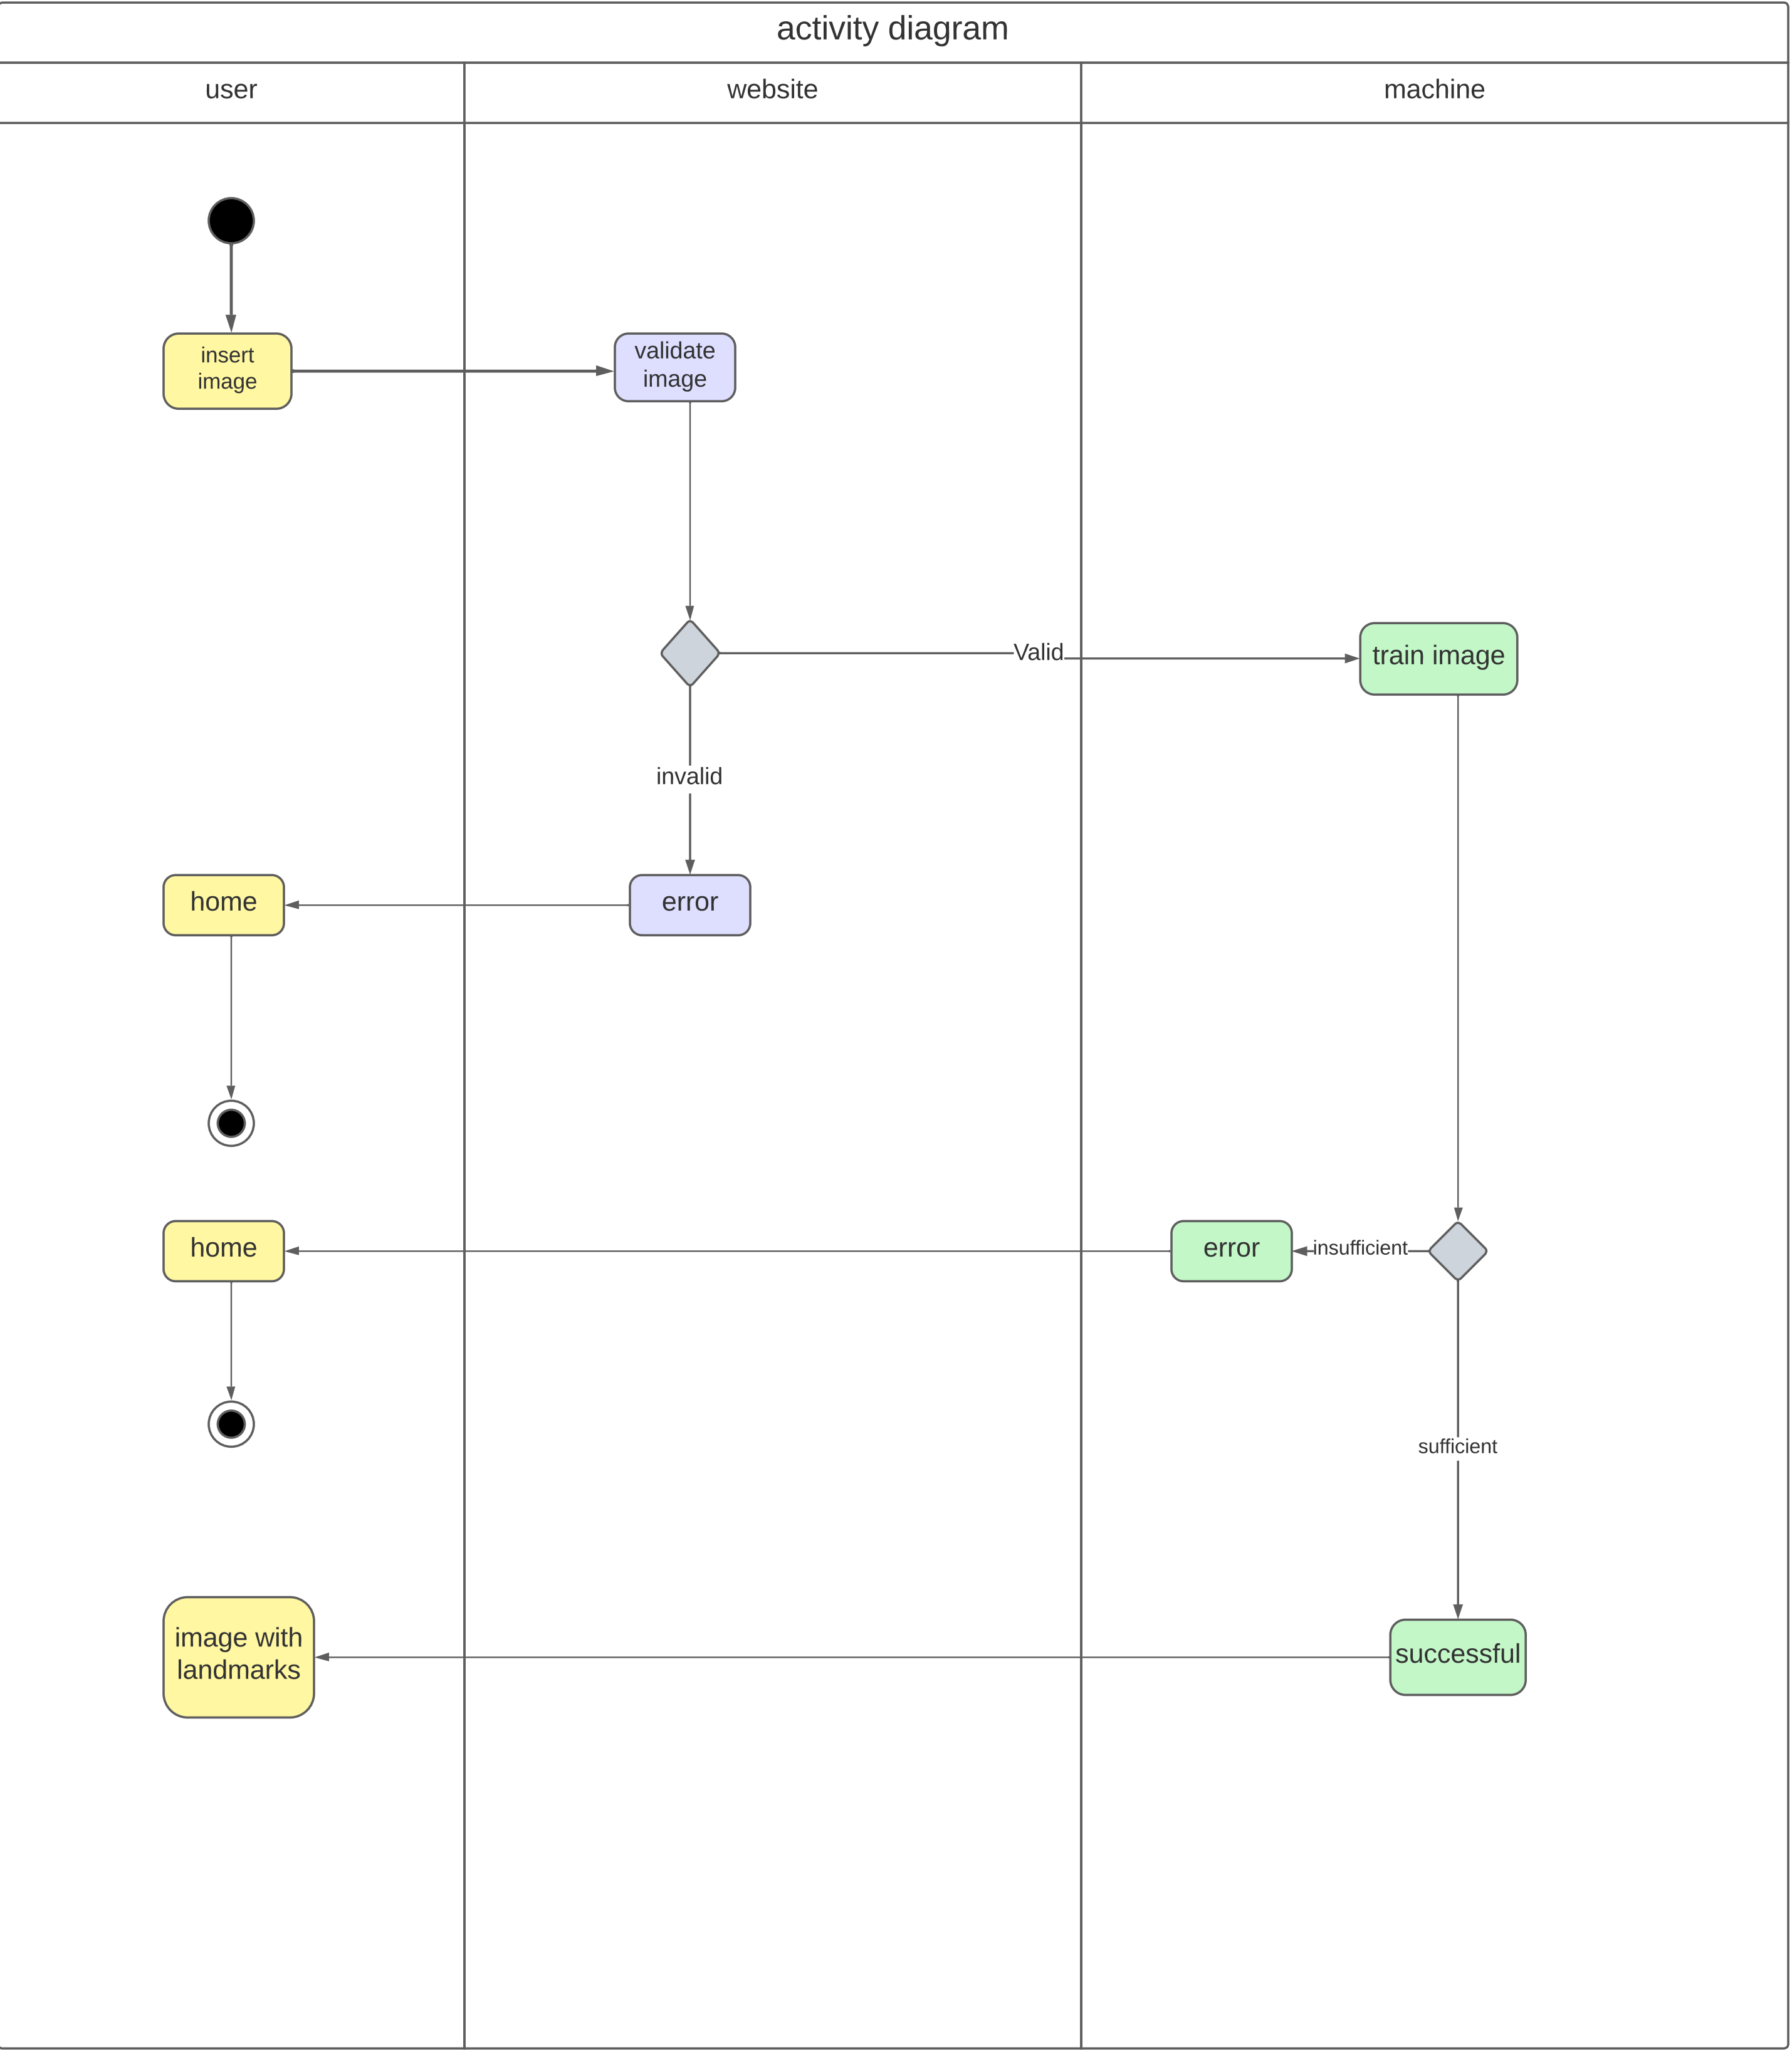 activity diagram
user
website
machine
insert
image
validate
image
Valid
train image
invalid
home
error
home
error
insufficient
sufficient
image with
landmarks
successful